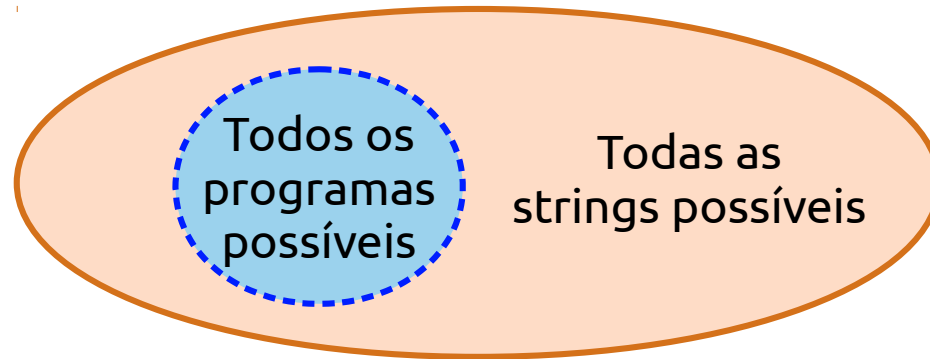 Todos os
programas
possíveis
Todas as
strings possíveis